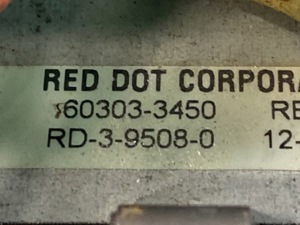 RED DOT CORPORA
60303-3450 RE
RD-3-9508-0 12-